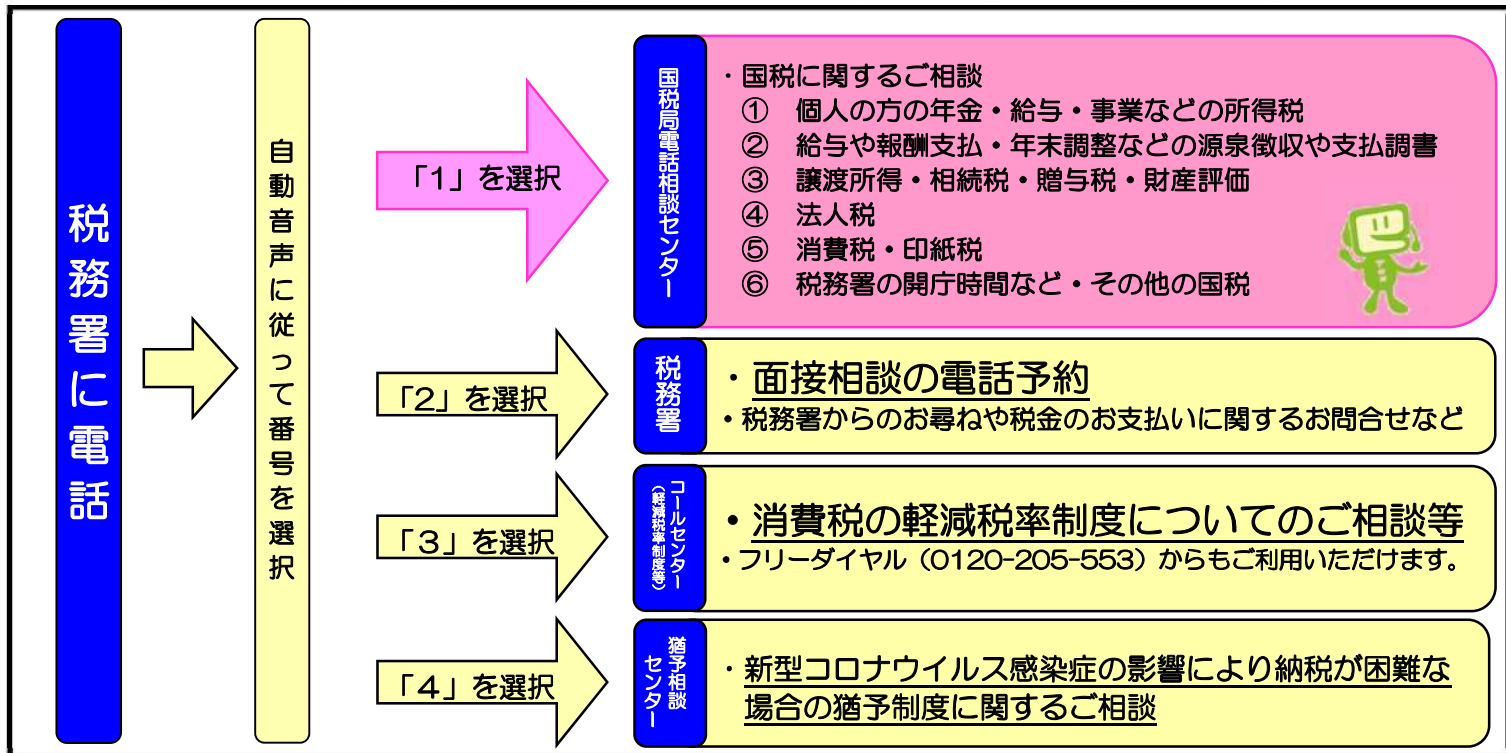 税務署に電話
自動音声に従って番号を選択
「1」を選択
国税局電話相談センター
・国税に関するご相談
① 個人の方の年金・給与・事業などの所得税
② 給与や報酬支払・年末調整などの源泉徴収や支払調書
③ 譲渡所得・相続税・贈与税・財産評価
④ 法人税
⑤ 消費税・印紙税
⑥ 税務署の開庁時間など・その他の国税
「2」を選択
税務署
・面接相談の電話予約
・税務署からのお尋ねや税金のお支払いに関するお問合せなど
「3」を選択
コールセンター
（軽減税率制度等）
・消費税の軽減税率制度についてのご相談等
・フリーダイヤル（0120-205-553）からもご利用いただけます。
「4」を選択
猶予相談
センター
・新型コロナウイルス感染症の影響により納税が困難な
場合の猶予制度に関するご相談